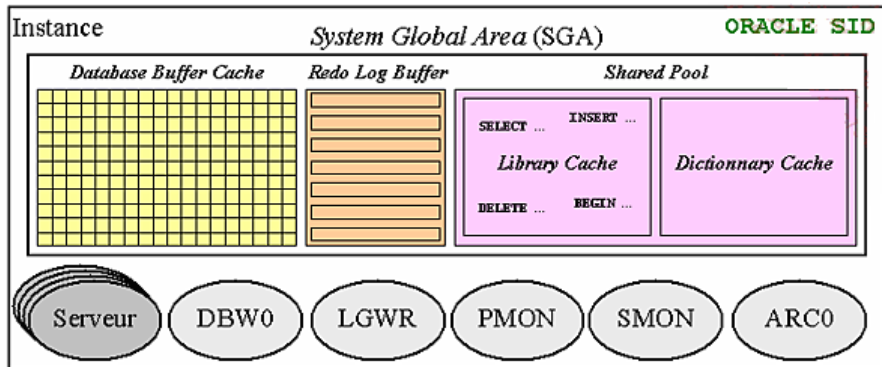 Instance
System Global Area (SGA)
ORACLE SID
Database Buffer Cache
Redo Log Buffer
Shared Pool
SELECT ...
INSERT ...
Library Cache
DELETE ...
BEGIN ...
Dictionnary Cache
Serveur
DBW0
LGWR
PMON
SMON
ARC0